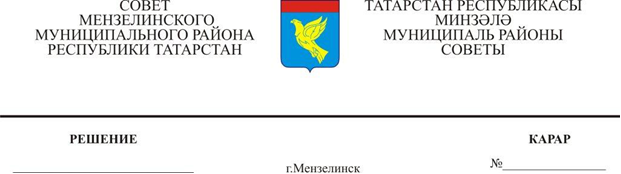 СОВЕТ
МЕНЗЕЛИНСКОГО
МУНИЦИПАЛЬНОГО РАЙОНА
РЕСПУБЛИКИ ТАТАРСТАН
ТАТАРСТАН РЕСПУБЛИКАСЫ
МИНЗӘЛӘ
МУНИЦИПАЛЬ РАЙОНЫ
СОВЕТЫ
РЕШЕНИЕ
КАРАР
г.Мензелинск
№